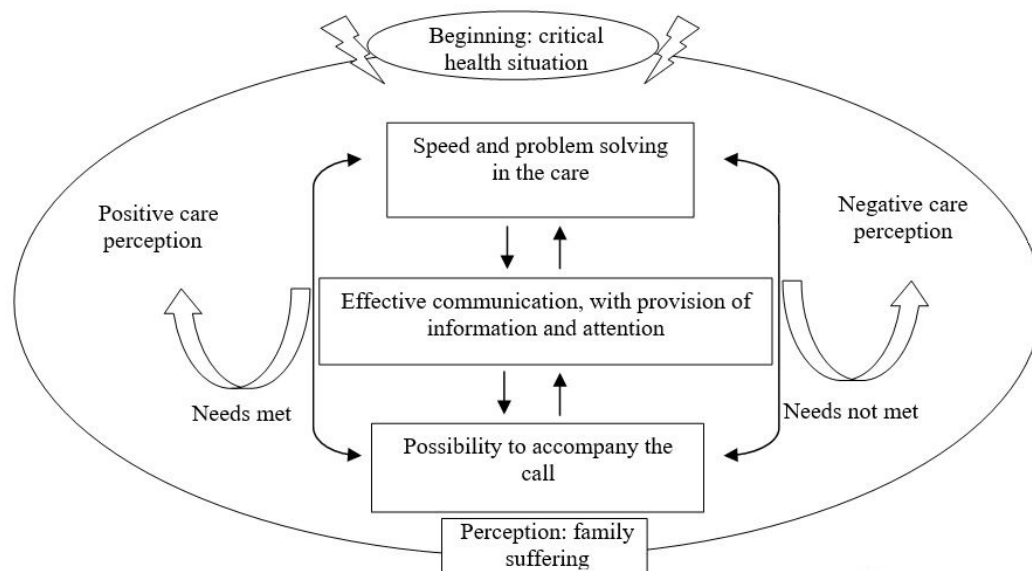 Beginning: critical
health situation
Speed and problem solving
in the care
Positive care
perception
Negative care
perception
Effective communication, with provision of
information and attention
Needs met
Needs not met
Possibility to accompany the
call
Perception: family
suffering